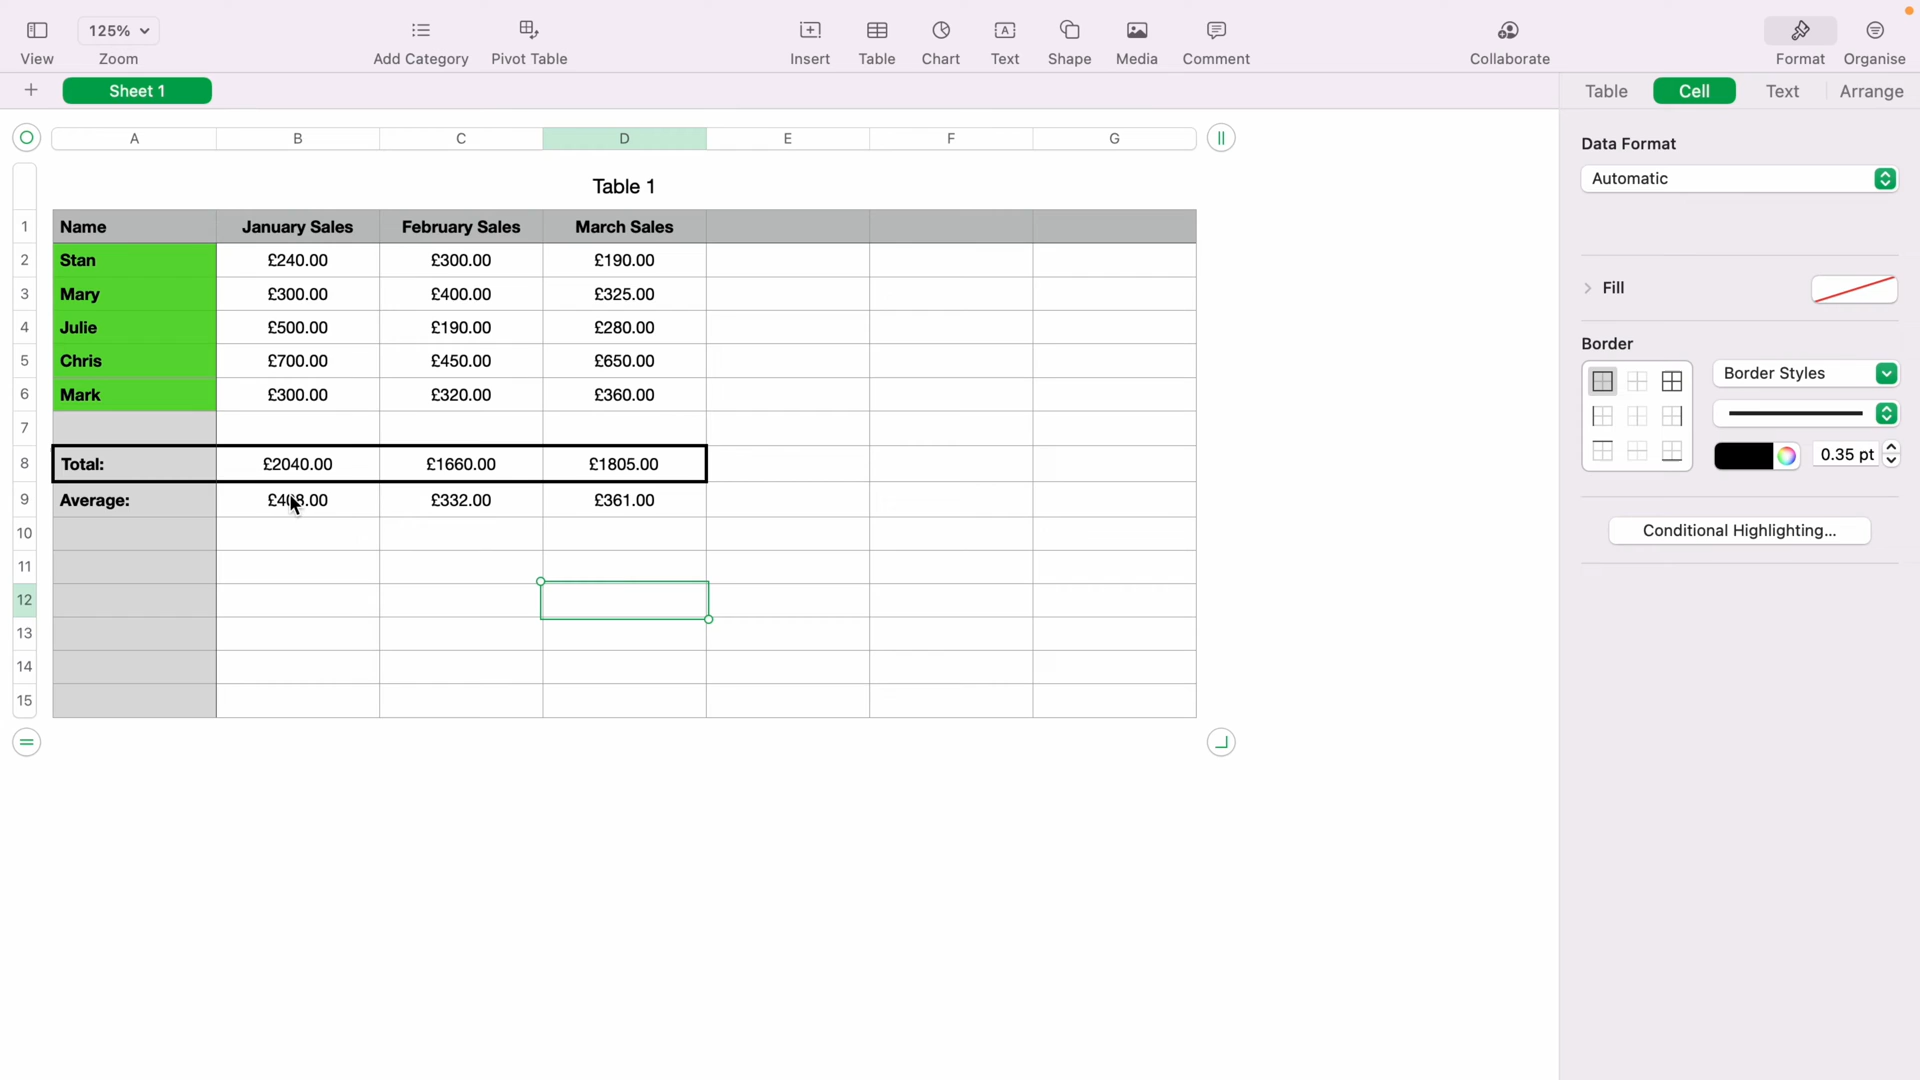 125%
View Zoom Add Category Pivot Table Insert Table Chart Text Shape Media Comment Collaborate Format Organise
Sheet 1
Table Cell Text Arrange
A B C D E F G
Table 1
1 Name January Sales February Sales March Sales
2 Stan £240.00 £300.00 £190.00
3 Mary £300.00 £400.00 £325.00
4 Julie £500.00 £190.00 £280.00
5 Chris £700.00 £450.00 £650.00
6 Mark £300.00 £320.00 £360.00
7
8 Total: £2040.00 £1660.00 £1805.00
9 Average: £408.00 £332.00 £361.00
10
11
12
13
14
15
Data Format
Automatic
Fill
Border
Border Styles
0.35 pt
Conditional Highlighting...